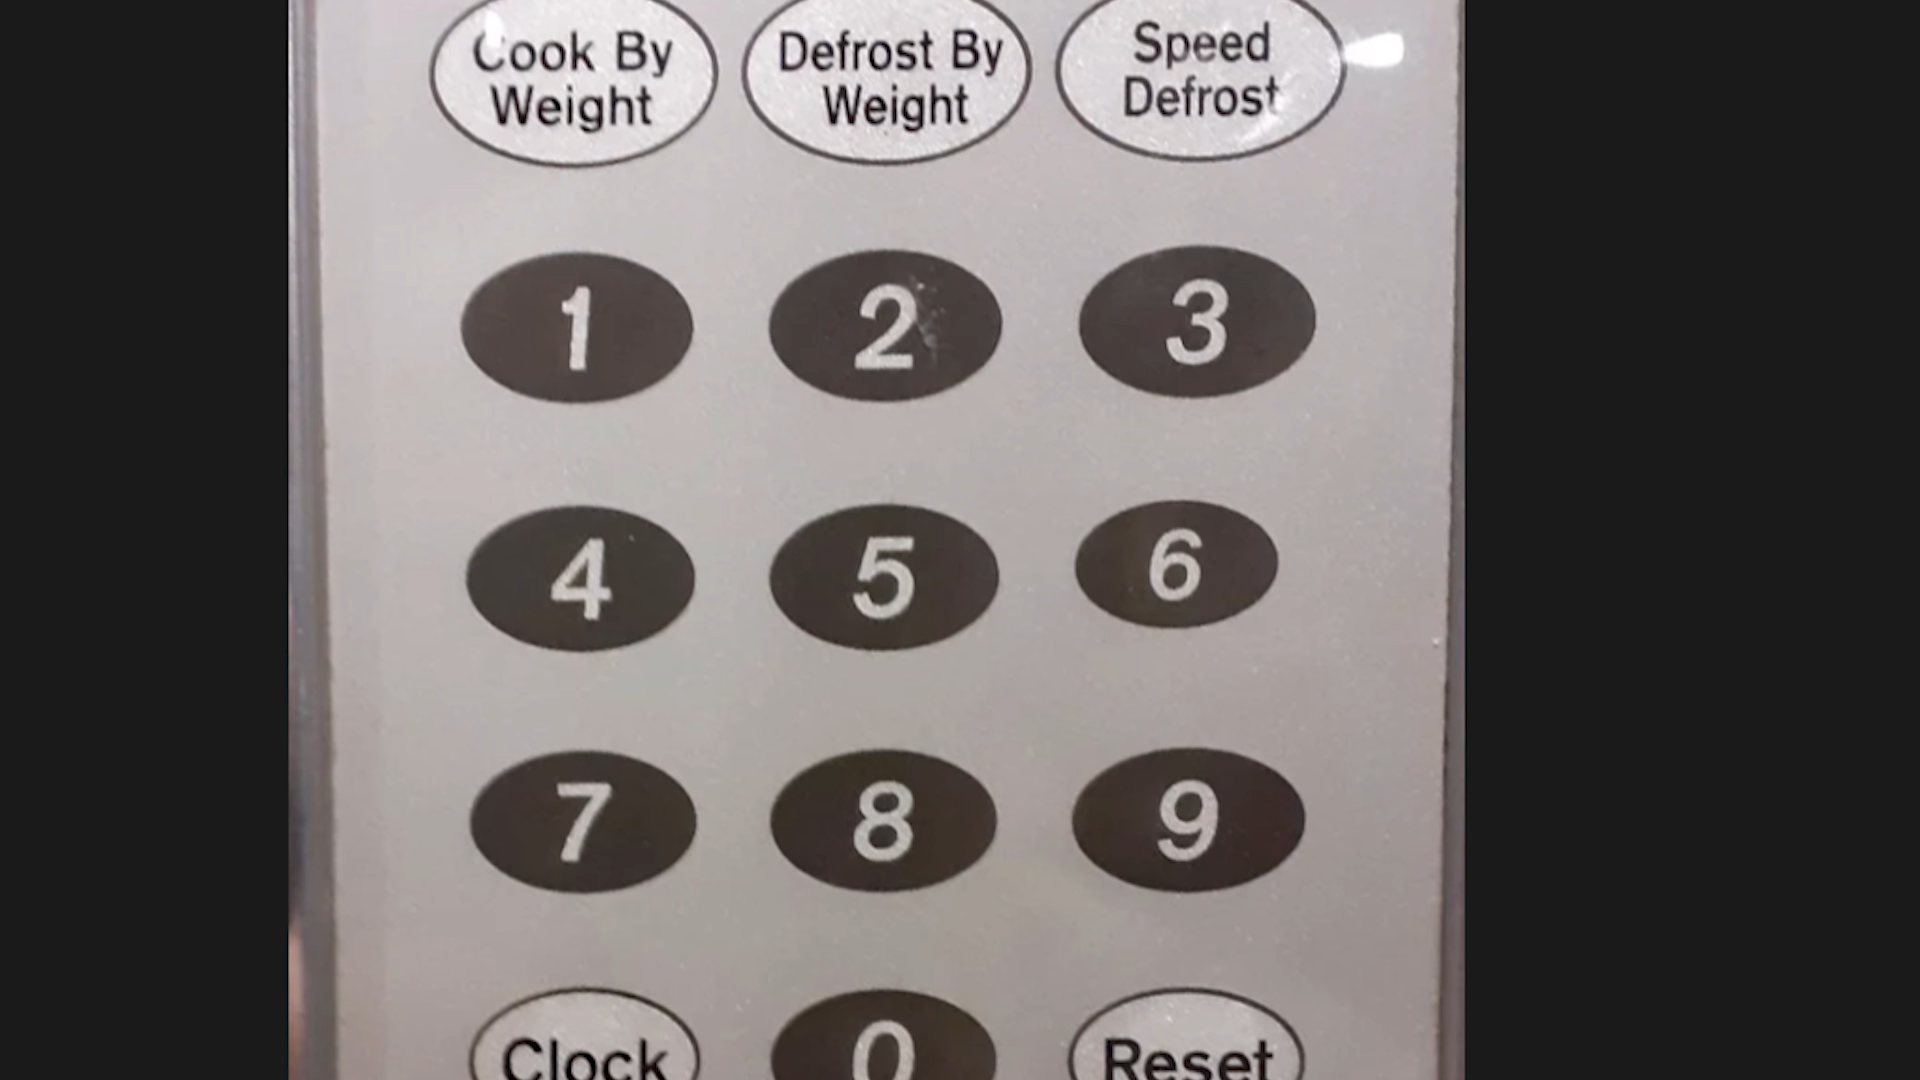 Cook By
Weight
Defrost By
Weight
Speed
Defrost
1
2
3
4
5
6
7
8
9
Clock
0
Reset